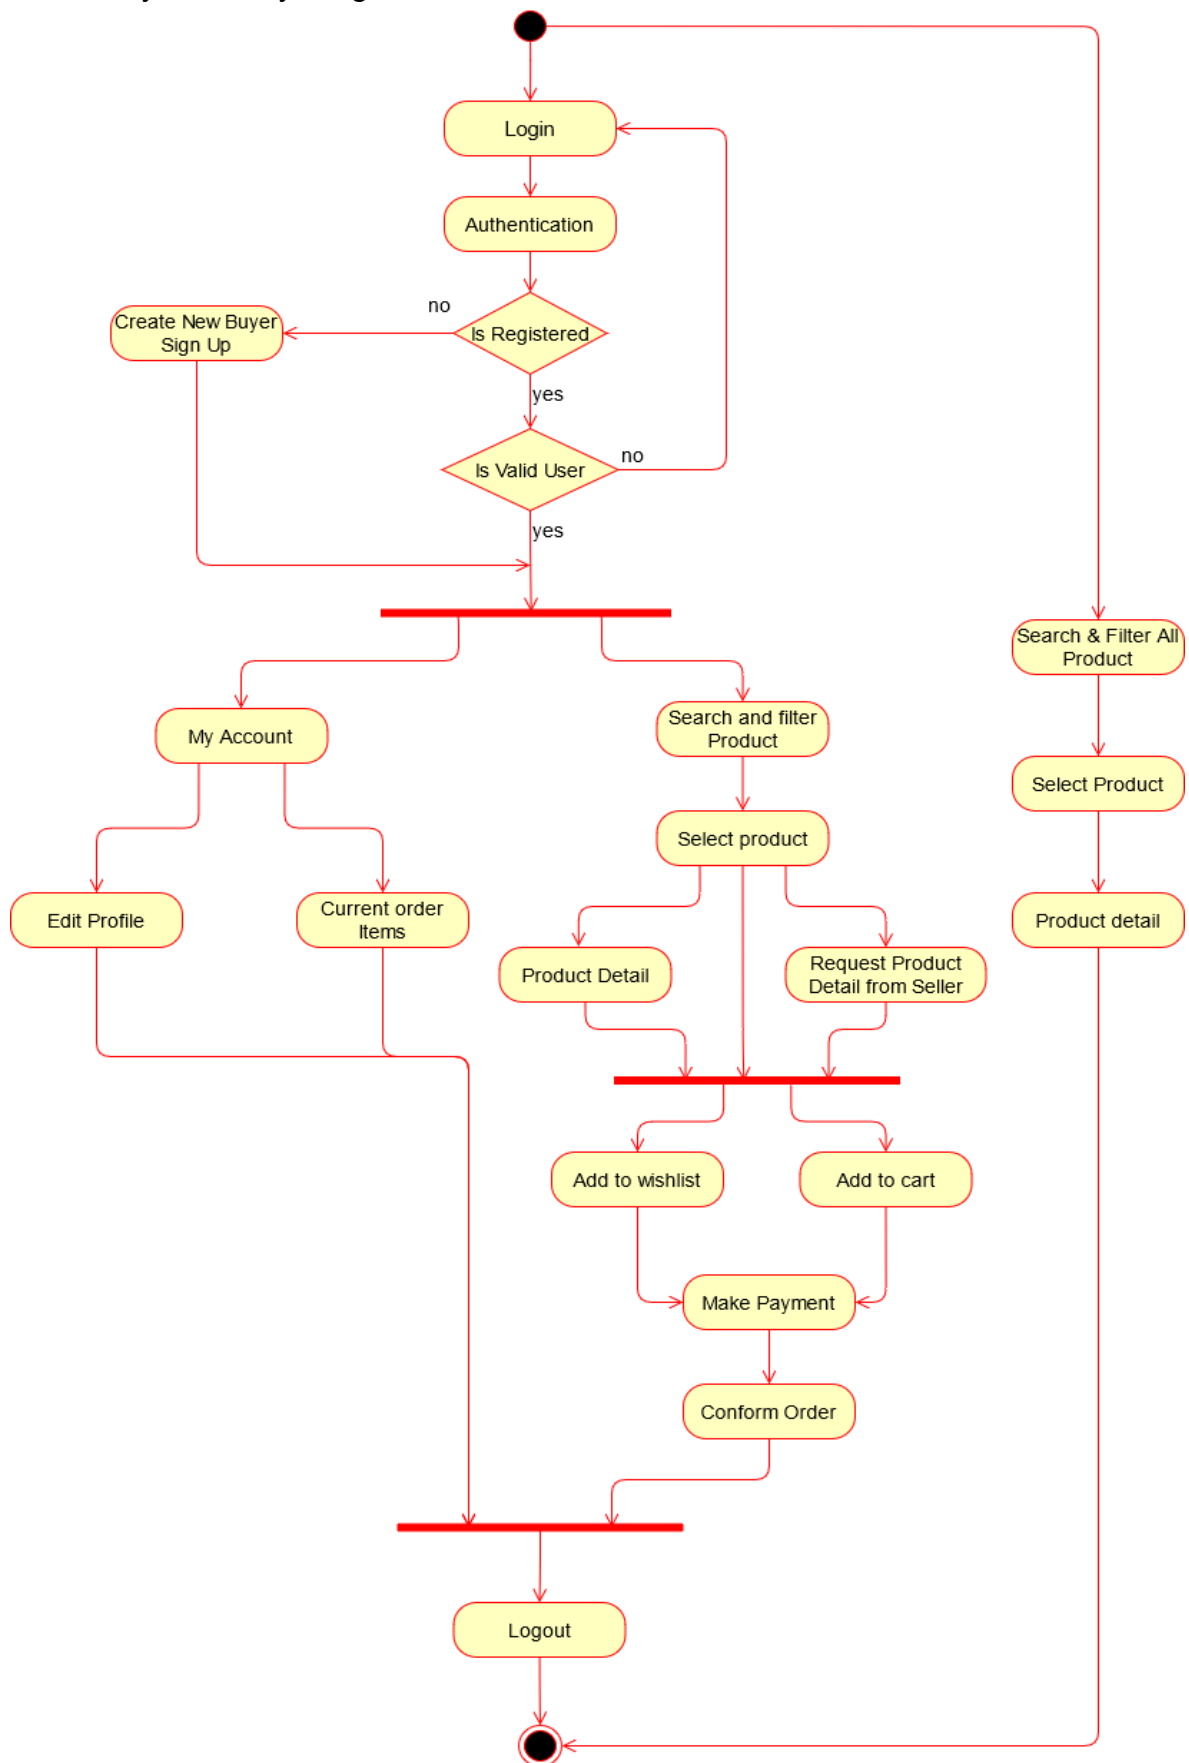 Login
Authentication
no
Create New Buyer
Sign Up
Is Registered
yes
Is Valid User
no
yes
Search & Filter All
Product
My Account
Search and filter
Product
Select Product
Select product
Edit Profile
Current order
Items
Product detail
Product Detail
Request Product
Detail from Seller
Add to wishlist
Add to cart
Make Payment
Conform Order
Logout